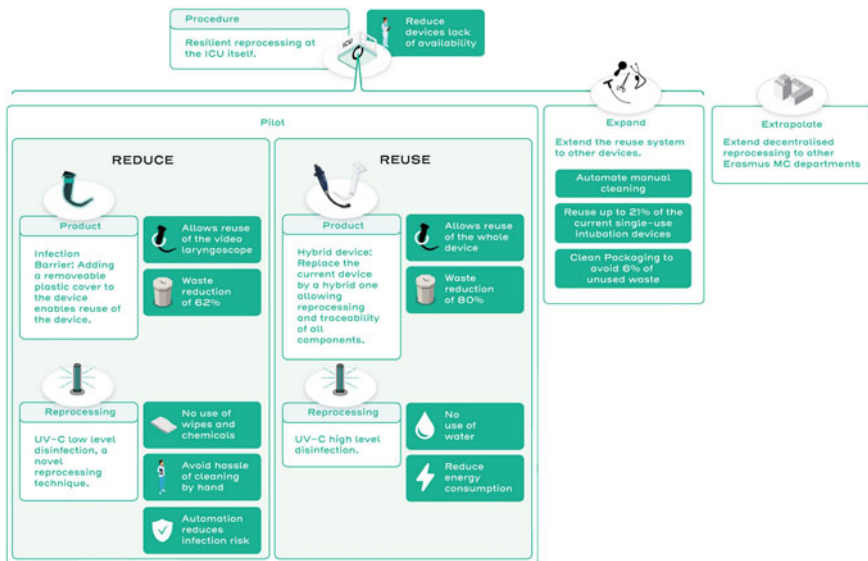 Procedure
Resilient reprocessing at
the ICU itself.
ICU
Reduce
devices lack
of availability
Pilot
REDUCE
Product
Infection
Barrier: Adding
a removeable
plastic cover to
the device
enables reuse of
the device.
Allows reuse
of the video
laryngoscope
Waste
reduction
of 62%
Reprocessing
UV-C low level
disinfection, a
novel
reprocessing
technique.
No use of
wipes and
chemicals
Avoid hassle
of cleaning
by hand
Automation
reduces
infection risk
REUSE
Product
Hybrid device:
Replace the
current device
by a hybrid one
allowing
reprocessing
and traceability
of all
components.
Allows reuse
of the whole
device
Waste
reduction
of 80%
Reprocessing
UV-C high level
disinfection.
No
use of
water
Reduce
energy
consumption
Expand
Extend the reuse system
to other devices.
Automate manual
cleaning
Reuse up to 21% of the
current single-use
intubation devices
Clean Packaging to
avoid 6% of
unused waste
Extrapolate
Extend decentralised
reprocessing to other
Erasmus MC departments